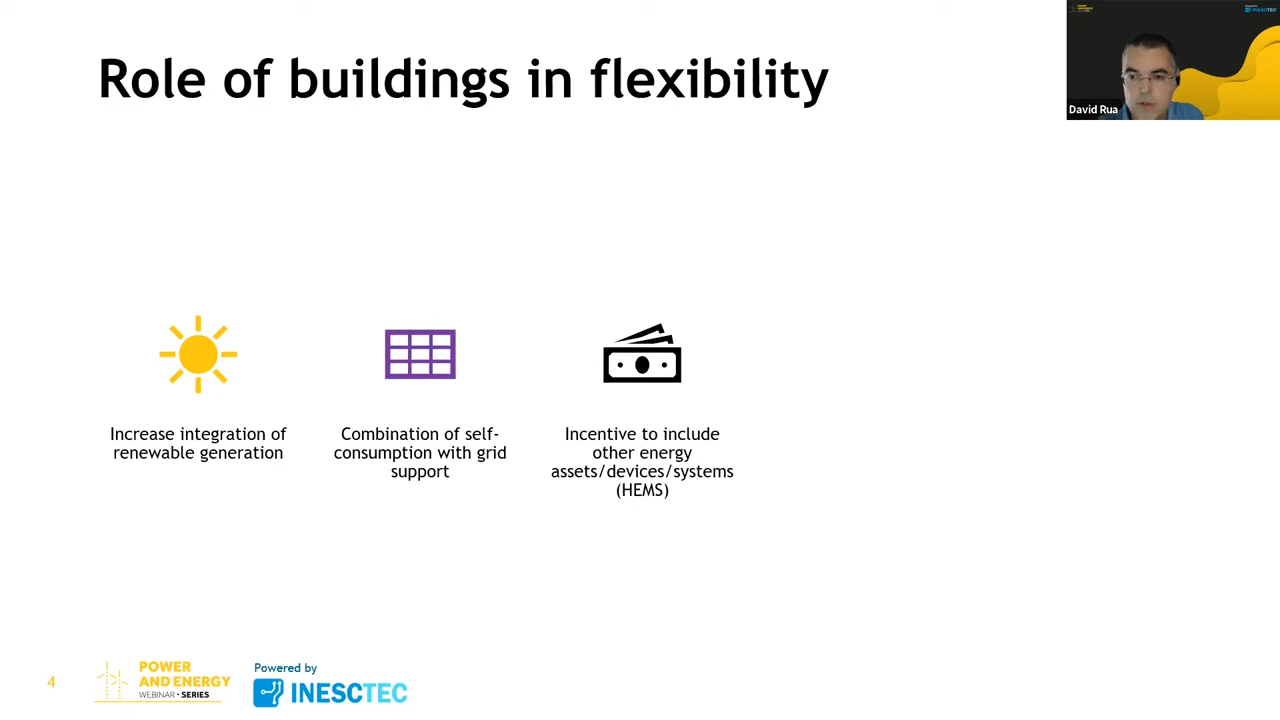 Role of buildings in flexibility
David Rua
Increase integration of
renewable generation
Combination of self-
consumption with grid
support
Incentive to include
other energy
assets/devices/systems
(HEMS)
4
POWER
AND ENERGY
WEBINAR • SERIES
Powered by
INESCTEC